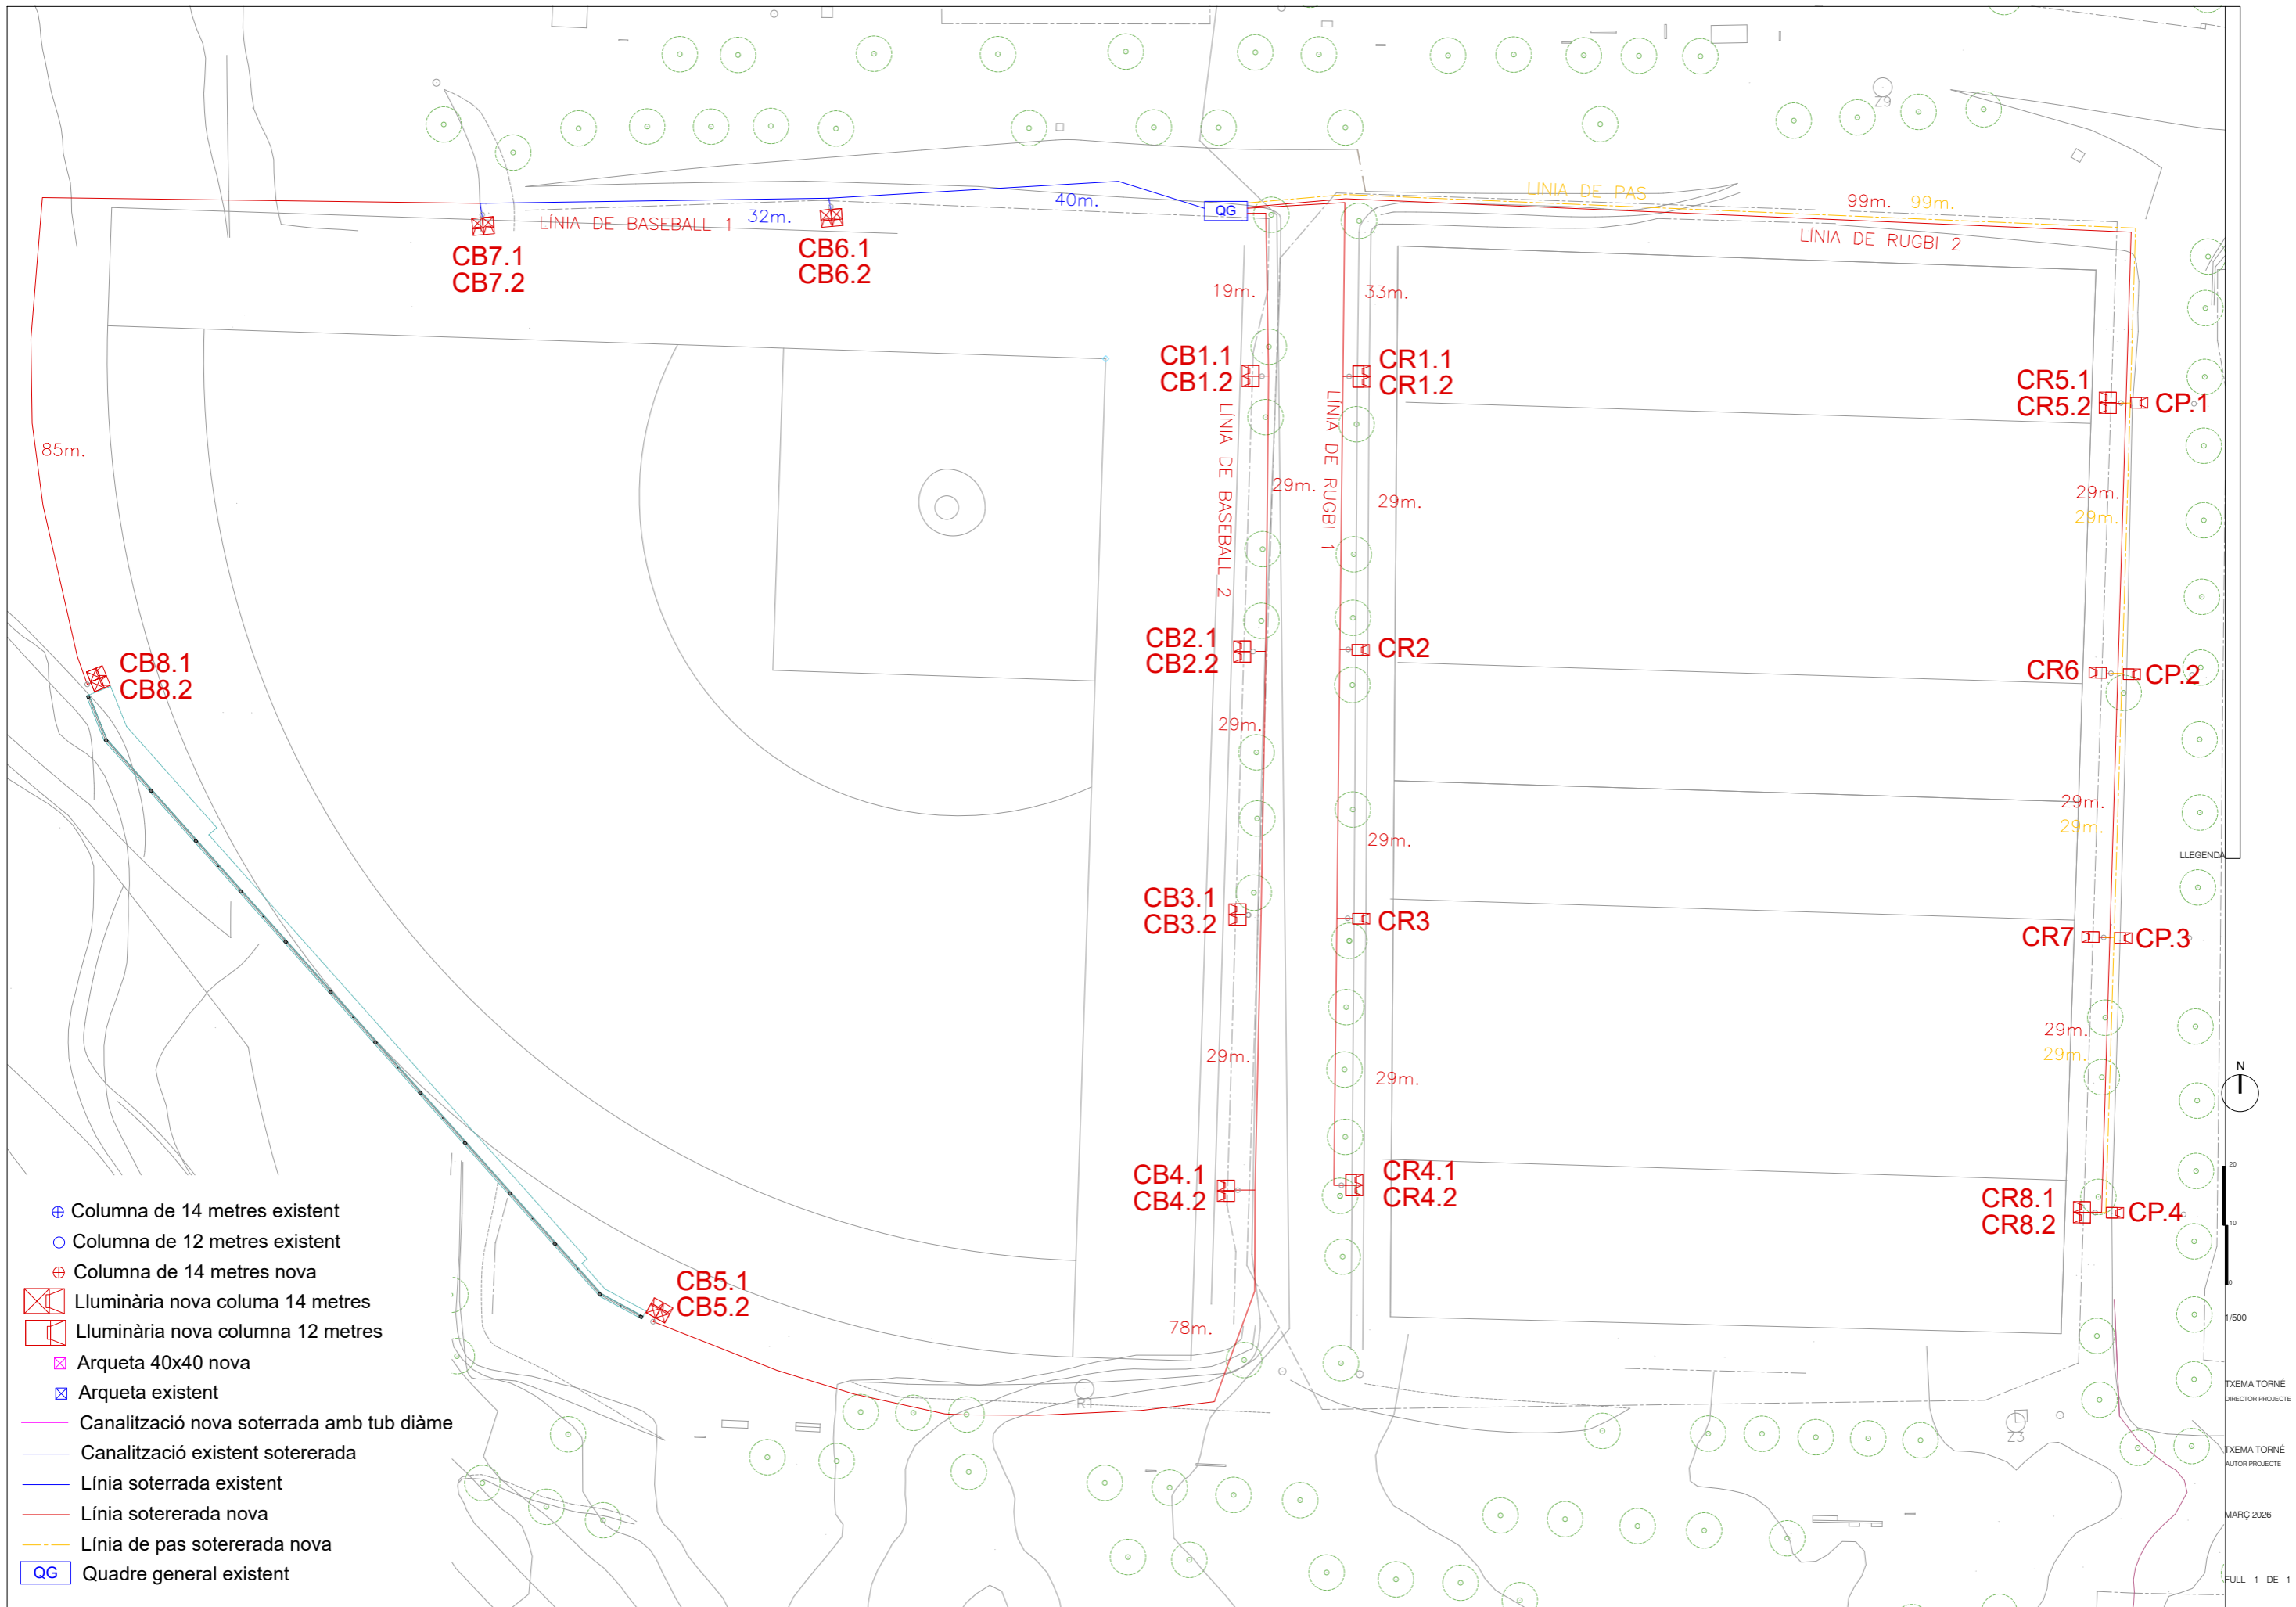 Z9
LINIA DE PAS
40m.
QG
99m.
99m.
LÍNIA DE BASEBALL 1
32m.
LÍNIA DE RUGBI 2
CB7.1
CB7.2
CB6.1
CB6.2
19m.
33m.
CB1.1
CB1.2
CR1.1
CR1.2
CR5.1
CR5.2
CP.1
85m.
LÍNIA DE BASEBALL 2
LÍNIA DE RUGBI 1
29m.
29m.
29m.
29m.
CB8.1
CB8.2
CB2.1
CB2.2
CR2
CR6
CP.2
29m.
29m.
29m.
29m.
LLEGENDA
CB3.1
CB3.2
CR3
CR7
CP.3
29m.
29m.
29m.
29m.
N
CB4.1
CB4.2
CR4.1
CR4.2
CR8.1
CR8.2
CP.4
20
10
0
1/500
CB5.1
CB5.2
78m.
R1
Z3
Columna de 14 metres existent
Columna de 12 metres existent
Columna de 14 metres nova
Lluminària nova columa 14 metres
Lluminària nova columna 12 metres
Arqueta 40x40 nova
Arqueta existent
Canalització nova soterrada amb tub diàme
Canalització existent sotererada
Línia soterrada existent
Línia sotererada nova
Línia de pas sotererada nova
QG
Quadre general existent
TXEMA TORNÉ
DIRECTOR PROJECTE
TXEMA TORNÉ
AUTOR PROJECTE
MARÇ 2026
FULL 1 DE 1